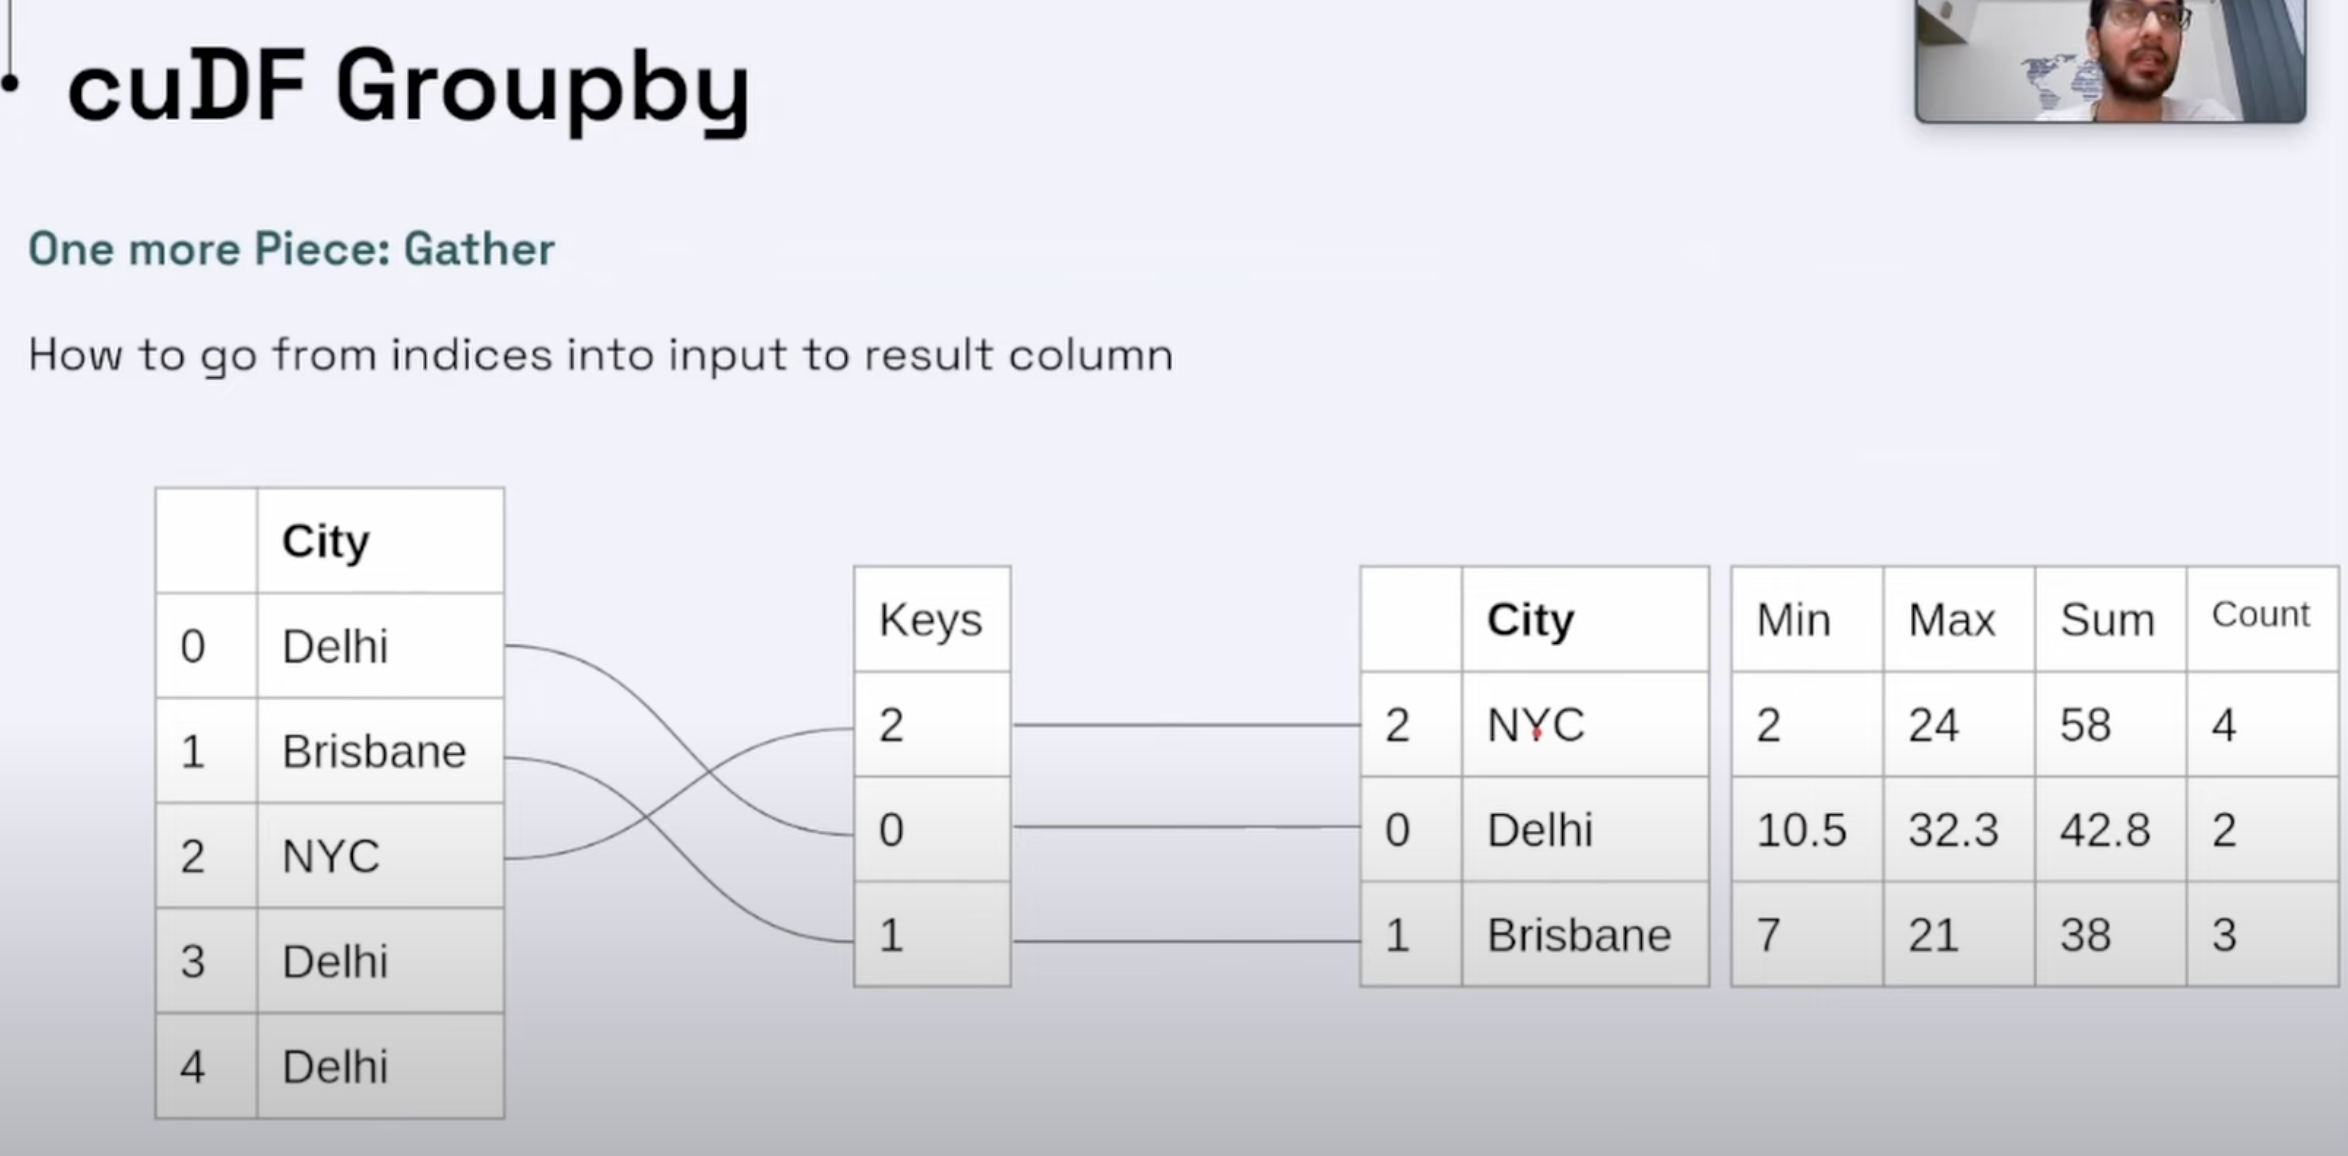 cuDF Groupby
One more Piece: Gather
How to go from indices into input to result column
City
0 Delhi
1 Brisbane
2 NYC
3 Delhi
4 Delhi
Keys
2
0
1
City Min Max Sum Count
2 NYC 2 24 58 4
0 Delhi 10.5 32.3 42.8 2
1 Brisbane 7 21 38 3